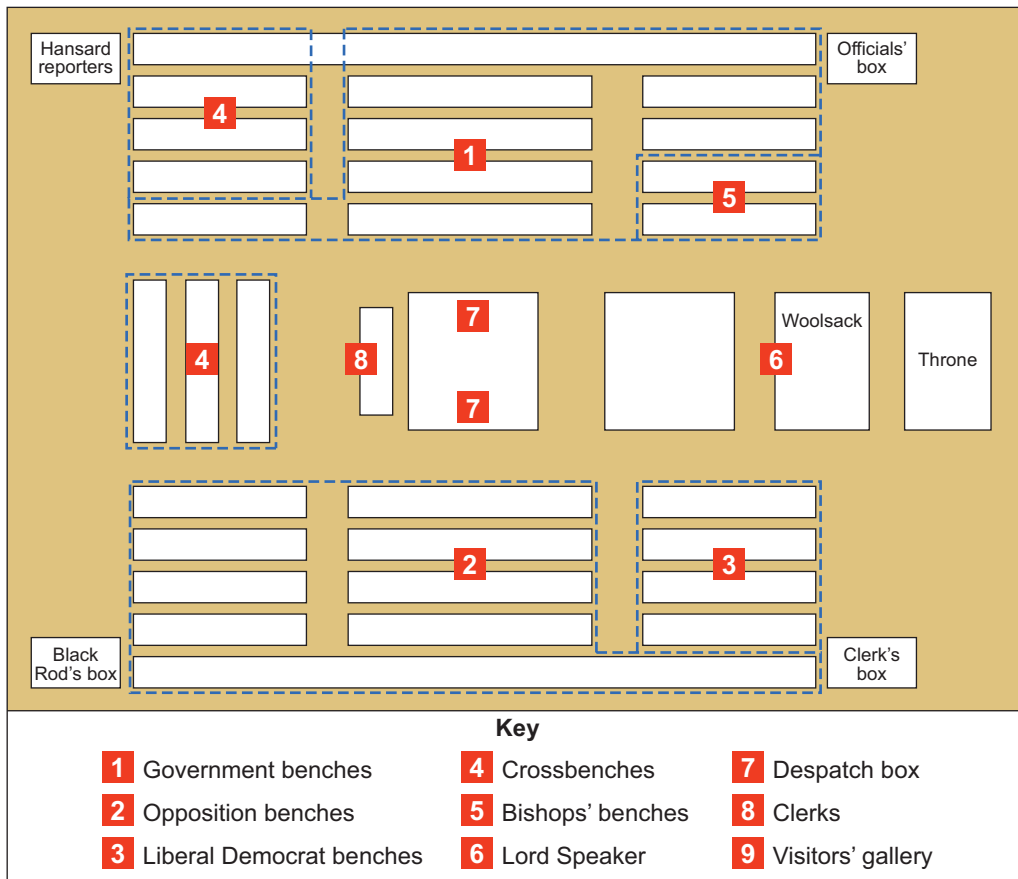 Hansard
reporters
Officials'
box
4
1
5
7
Woolsack
8
4
6
Throne
7
2
3
Black
Rod's box
Clerk's
box
Key
1 Government benches
4 Crossbenches
7 Despatch box
2 Opposition benches
5 Bishops' benches
8 Clerks
3 Liberal Democrat benches
6 Lord Speaker
9 Visitors' gallery